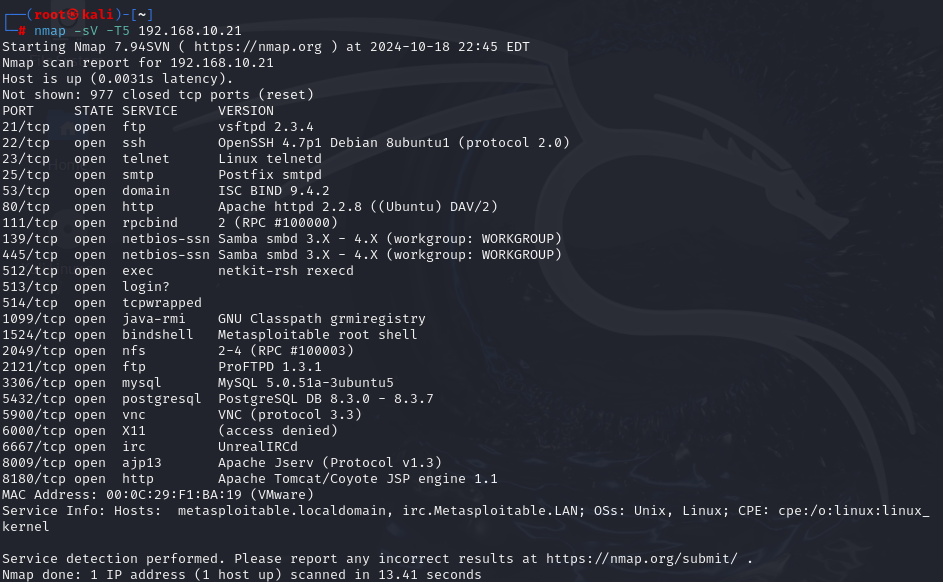 ┌──(root㉿kali)-[~]
└─# nmap -sV -T5 192.168.10.21
Starting Nmap 7.94SVN ( https://nmap.org ) at 2024-10-18 22:45 EDT
Nmap scan report for 192.168.10.21
Host is up (0.0031s latency).
Not shown: 977 closed tcp ports (reset)
PORT     STATE SERVICE     VERSION
21/tcp   open  ftp         vsftpd 2.3.4
22/tcp   open  ssh         OpenSSH 4.7p1 Debian 8ubuntu1 (protocol 2.0)
23/tcp   open  telnet      Linux telnetd
25/tcp   open  smtp        Postfix smtpd
53/tcp   open  domain      ISC BIND 9.4.2
80/tcp   open  http        Apache httpd 2.2.8 ((Ubuntu) DAV/2)
111/tcp  open  rpcbind     2 (RPC #100000)
139/tcp  open  netbios-ssn Samba smbd 3.X - 4.X (workgroup: WORKGROUP)
445/tcp  open  netbios-ssn Samba smbd 3.X - 4.X (workgroup: WORKGROUP)
512/tcp  open  exec        netkit-rsh rexecd
513/tcp  open  login?
514/tcp  open  tcpwrapped
1099/tcp open  java-rmi    GNU Classpath grmiregistry
1524/tcp open  bindshell   Metasploitable root shell
2049/tcp open  nfs         2-4 (RPC #100003)
2121/tcp open  ftp         ProFTPD 1.3.1
3306/tcp open  mysql       MySQL 5.0.51a-3ubuntu5
5432/tcp open  postgresql  PostgreSQL DB 8.3.0 - 8.3.7
5900/tcp open  vnc         VNC (protocol 3.3)
6000/tcp open  X11         (access denied)
6667/tcp open  irc         UnrealIRCd
8009/tcp open  ajp13       Apache Jserv (Protocol v1.3)
8180/tcp open  http        Apache Tomcat/Coyote JSP engine 1.1
MAC Address: 00:0C:29:F1:BA:19 (VMware)
Service Info: Hosts:  metasploitable.localdomain, irc.Metasploitable.LAN; OSs: Unix, Linux; CPE: cpe:/o:linux:linux_
kernel

Service detection performed. Please report any incorrect results at https://nmap.org/submit/ .
Nmap done: 1 IP address (1 host up) scanned in 13.41 seconds